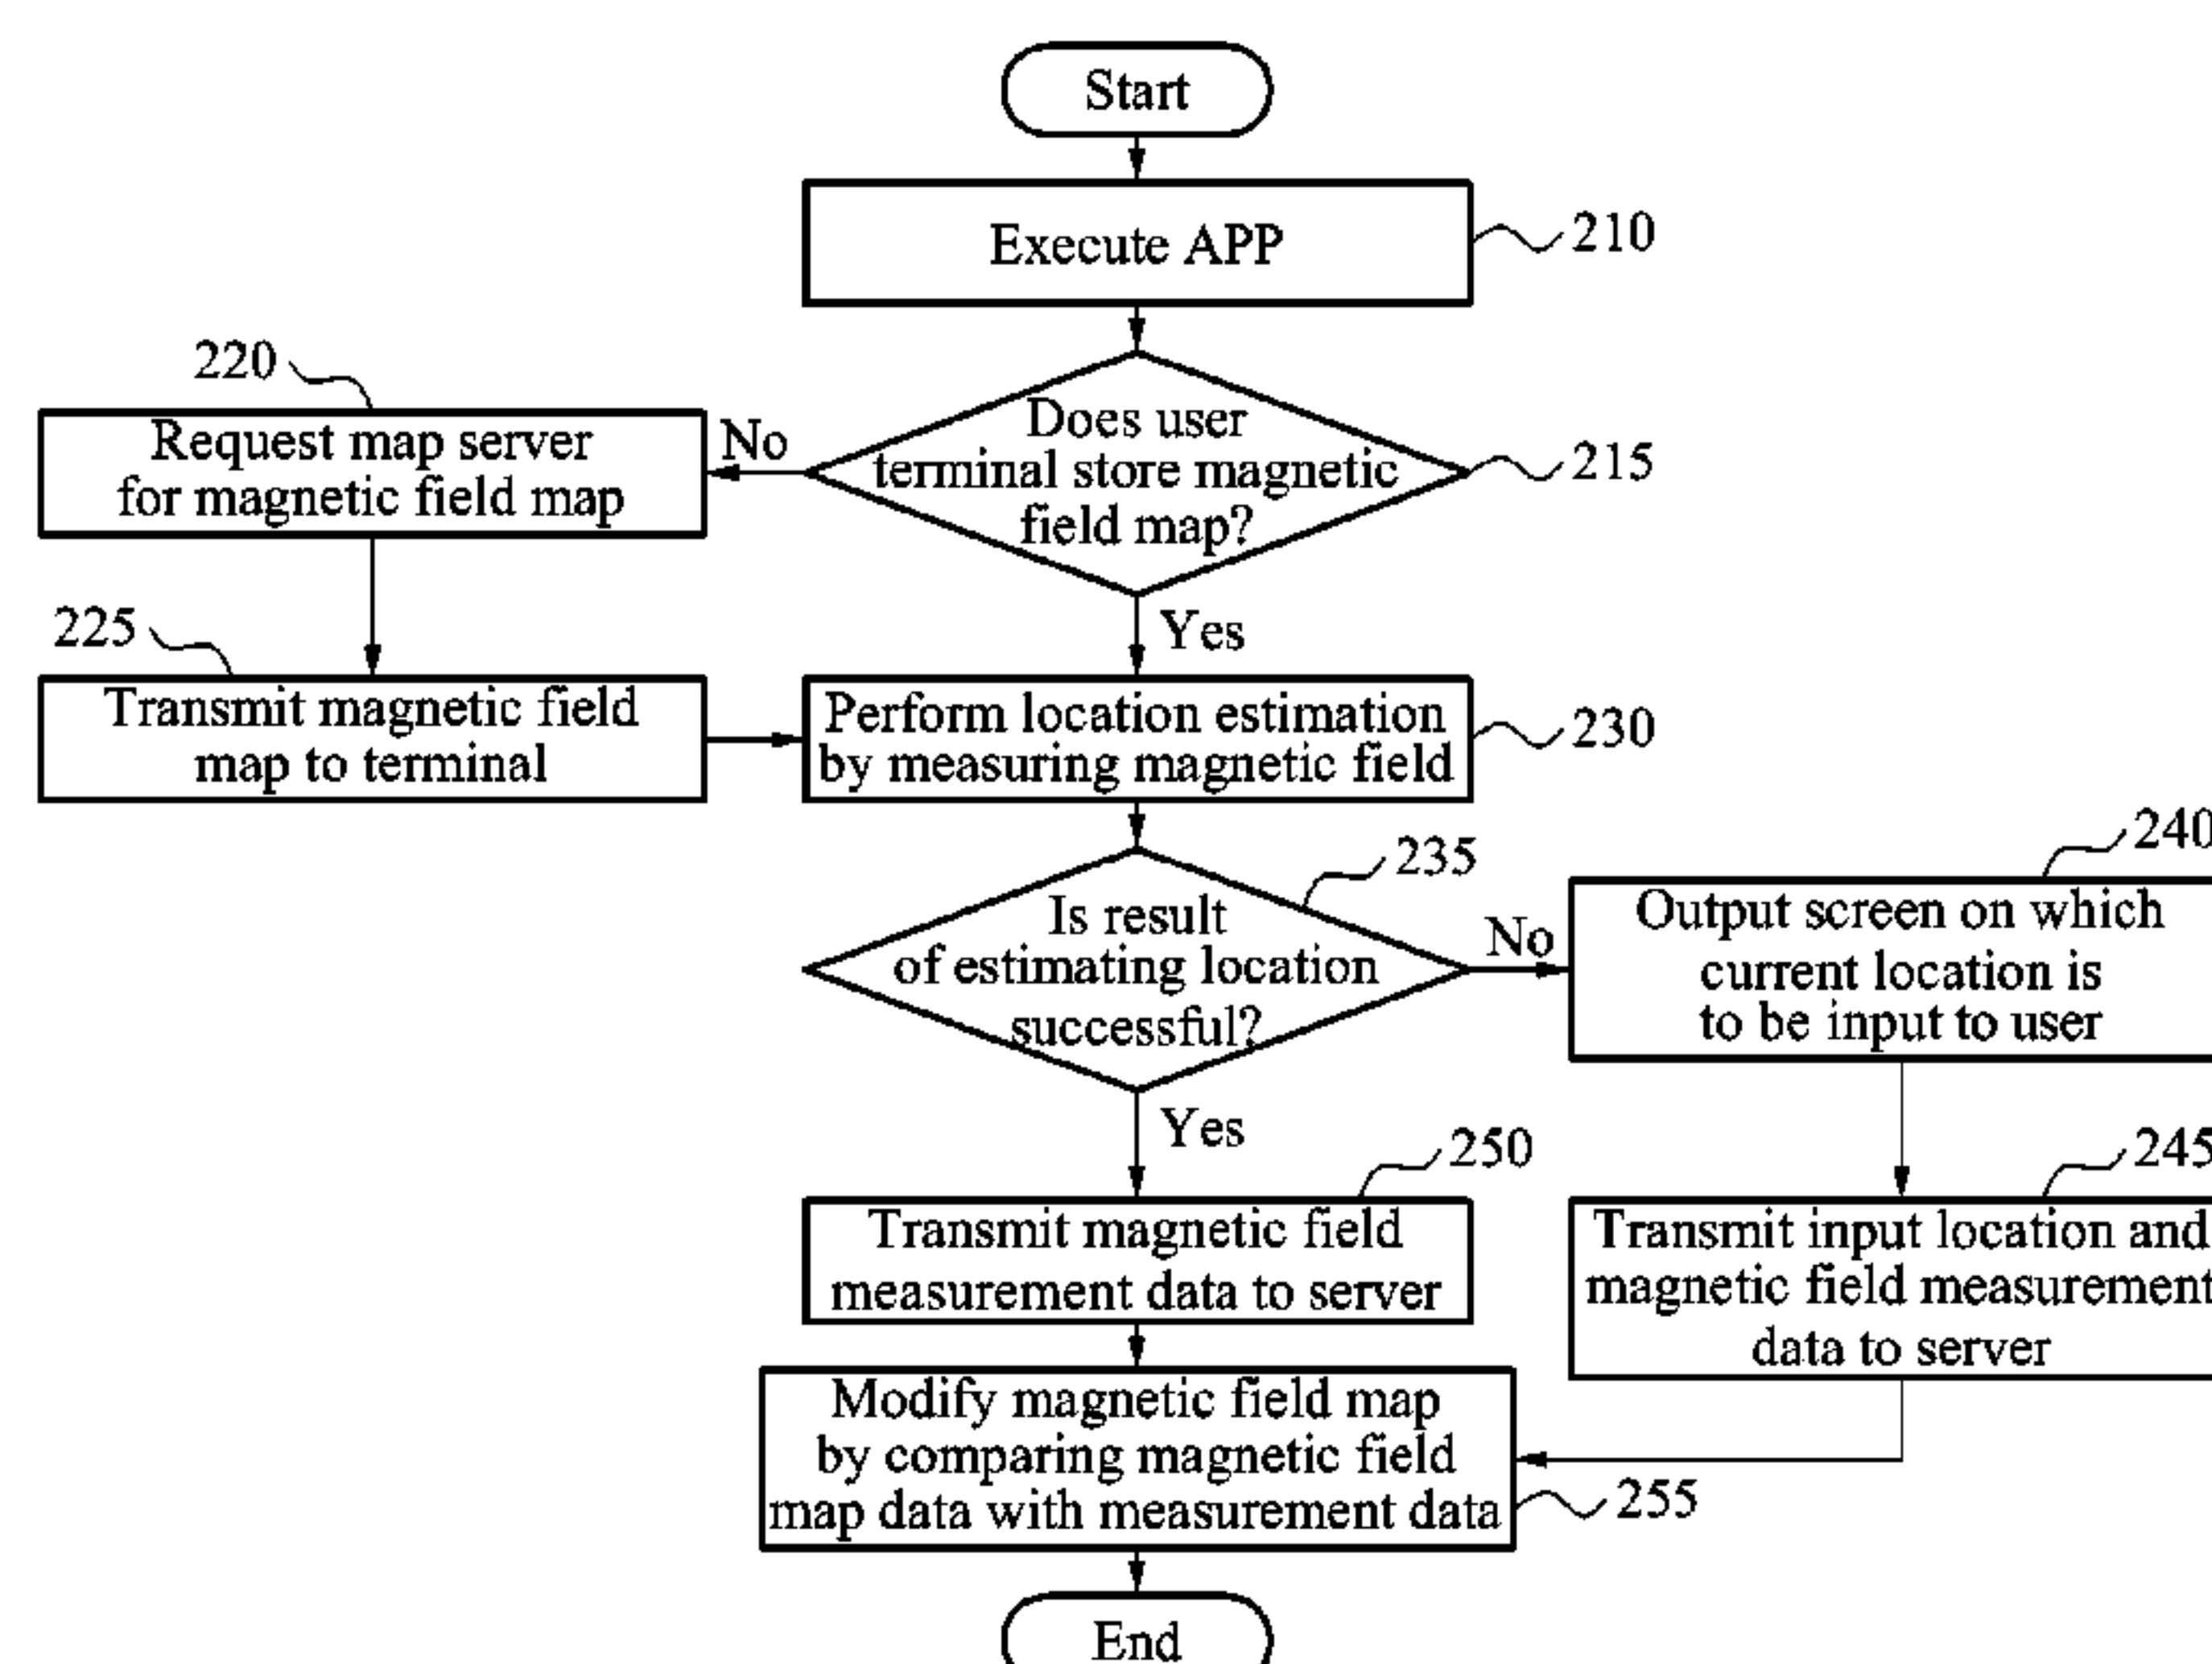 Start
Execute APP
210
220
Request map server
for magnetic field map
No
Does user
terminal store magnetic
field map?
215
Yes
225
Transmit magnetic field
map to terminal
Perform location estimation
by measuring magnetic field
230
235
Is result
of estimating location
successful?
No
240
Output screen on which
current location is
to be input to user
Yes
250
Transmit magnetic field
measurement data to server
245
Transmit input location and
magnetic field measurement
data to server
Modify magnetic field map
by comparing magnetic field
map data with measurement data
255
End